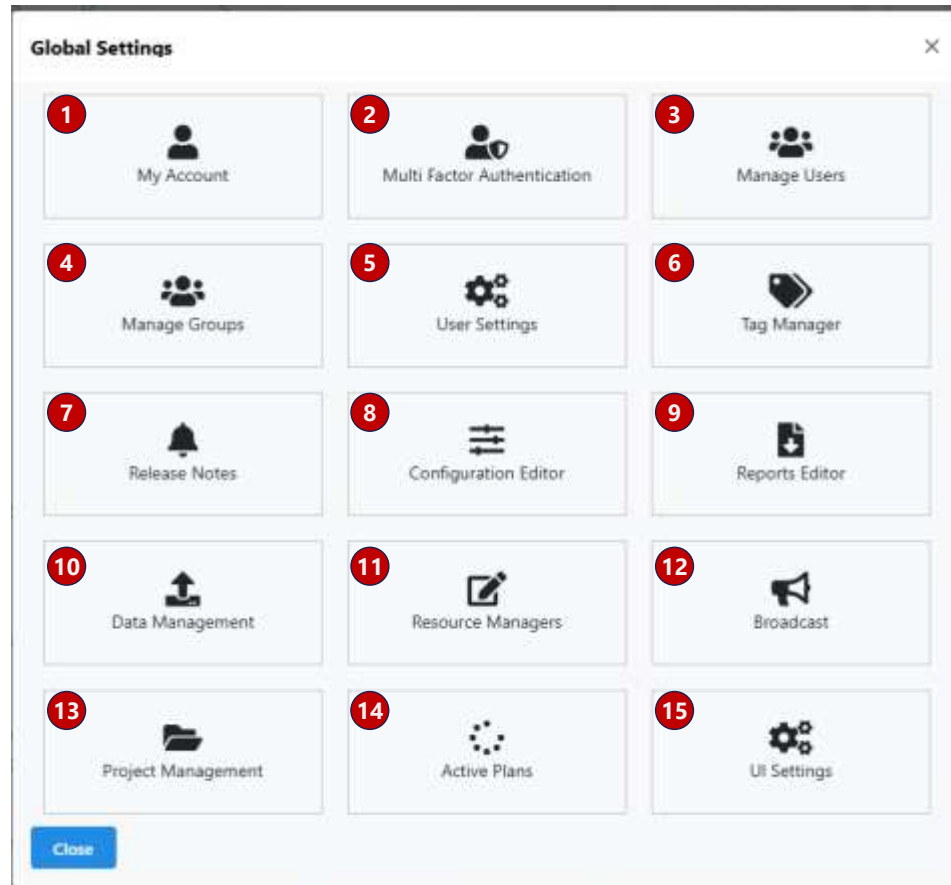 Global Settings
1
2
3
My Account
Multi Factor Authentication
Manage Users
4
5
6
Manage Groups
User Settings
Tag Manager
7
8
9
Release Notes
Configuration Editor
Reports Editor
10
11
12
Data Management
Resource Managers
Broadcast
13
14
15
Project Management
Active Plans
UI Settings
Close